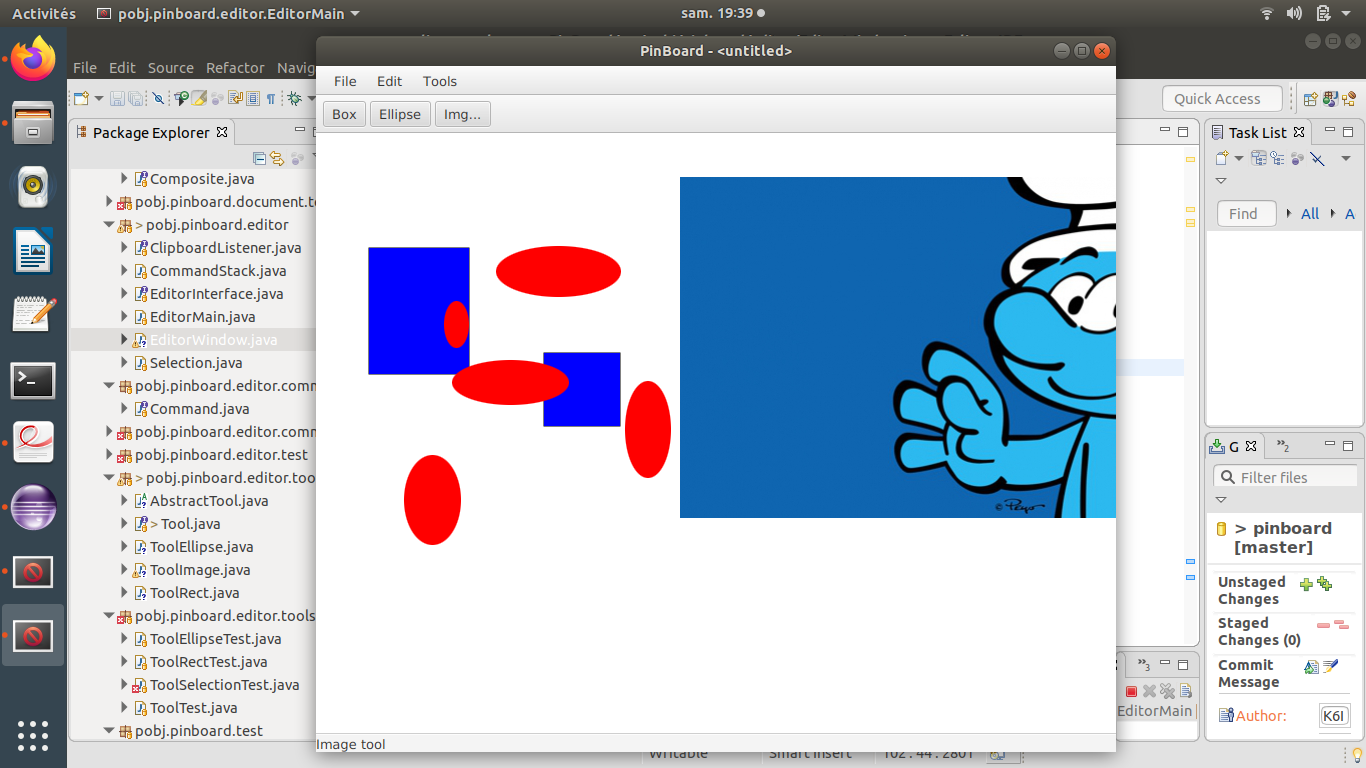 Activités
pobj.pinboard.editor.EditorMain
sam. 19:39
PinBoard - <untitled>
File Edit Source Refactor Navig
File Edit Tools
Quick Access
Box Ellipse Img...
Package Explorer
Task List
Composite.java
pobj.pinboard.document.te
> pobj.pinboard.editor
ClipboardListener.java
CommandStack.java
EditorInterface.java
EditorMain.java
EditorWindow.java
Selection.java
pobj.pinboard.editor.comm
Command.java
pobj.pinboard.editor.comm
pobj.pinboard.editor.test
> pobj.pinboard.editor.too
AbstractTool.java
> Tool.java
ToolEllipse.java
ToolImage.java
ToolRect.java
pobj.pinboard.editor.tools
ToolEllipseTest.java
ToolRectTest.java
ToolSelectionTest.java
ToolTest.java
pobj.pinboard.test
Find All A
© Peyo
G
2
Filter files
> pinboard
[master]
Unstaged
Changes
Staged
Changes (0)
Commit
Message
Author: K6I
3
EditorMain
Image tool
Writable Smart Insert 102 : 44 : 2801